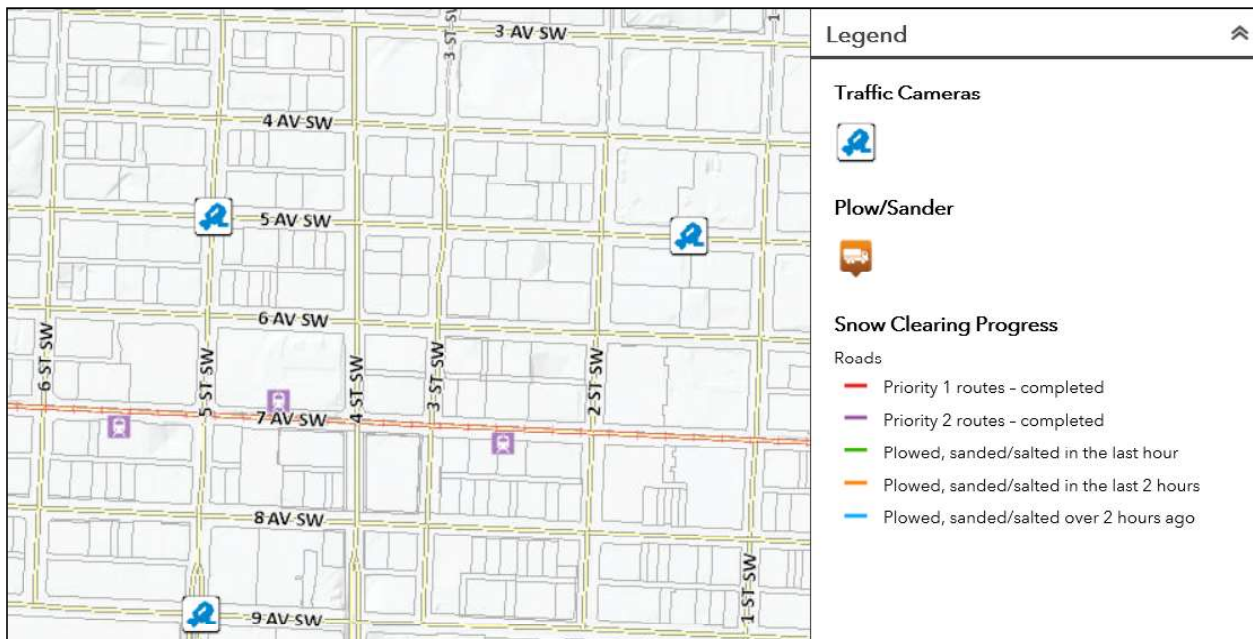 3 AV SW
3 ST SW
4 AV SW
5 AV SW
6 AV SW
6 ST SW
5 ST SW
4 ST SW
3 ST SW
2 ST SW
7 AV SW
8 AV SW
1 ST SW
9 AV SW
Legend
Traffic Cameras
Plow/Sander
Snow Clearing Progress
Roads
Priority 1 routes - completed
Priority 2 routes - completed
Plowed, sanded/salted in the last hour
Plowed, sanded/salted in the last 2 hours
Plowed, sanded/salted over 2 hours ago